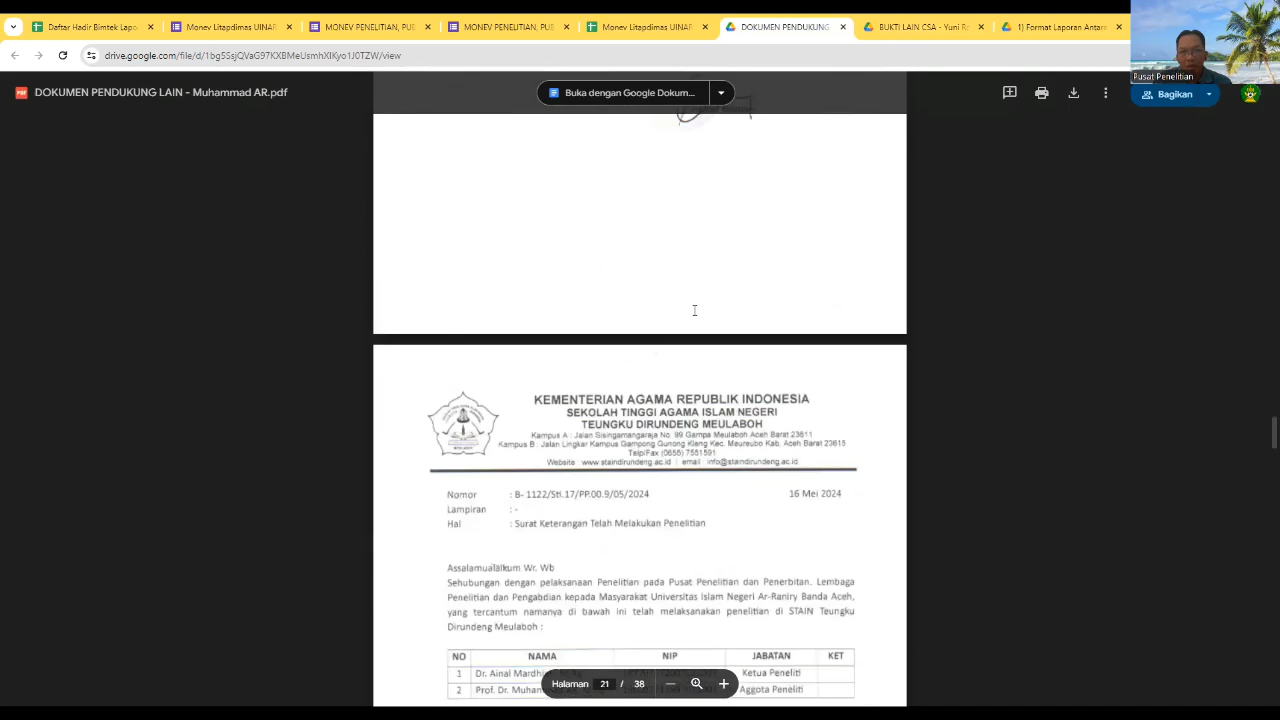 Daftar Hadir Bimtek Lapo
Monev Litapdimas UINAR
MONEV PENELITIAN, PUB
MONEV PENELITIAN, PUB
Monev Litapdimas UINAR
DOKUMEN PENDUKUNG
BUKTI LAIN CSA - Yuni Ro
1) Format Laporan Antara
drive.google.com/file/d/1bg5SsjQVaG97KXBMeUsmhXIKyo1J0TZW/view
Pusat Penelitian
PDF DOKUMEN PENDUKUNG LAIN - Muhammad AR.pdf
Buka dengan Google Dokum...
Bagikan
KEMENTERIAN AGAMA REPUBLIK INDONESIA
SEKOLAH TINGGI AGAMA ISLAM NEGERI
TEUNGKU DIRUNDENG MEULABOH
Kampus A : Jalan Sisingamangaraja No. 99 Gampa Meulaboh Aceh Barat 23611
Kampus B : Jalan Lingkar Kampus Gampong Gunong Kleng Kec. Meureubo Kab. Aceh Barat 23615
Telp/Fax (0655) 7551591
Website www.staindirundeng.ac.id | email info@staindirundeng.ac.id
Nomor : B- 1122/Sti.17/PP.00.9/05/2024 16 Mei 2024
Lampiran : -
Hal : Surat Keterangan Telah Melakukan Penelitian
Wr. Wb
Sehubungan dengan pelaksanaan Penelitian pada Pusat Penelitian dan Penerbitan. Lembaga
Penelitian dan Pengabdian kepada Masyarakat Universitas Islam Negeri Ar-Raniry Banda Aceh,
yang tercantum namanya di bawah ini telah melaksanakan penelitian di STAIN Teungku
Dirundeng Meulaboh :
NO NAMA NIP JABATAN KET
1 Dr. Ainal Mardh Ketua Peneliti
2 Prof. Dr. Muham Aggota Peneliti
Halaman 21 / 38